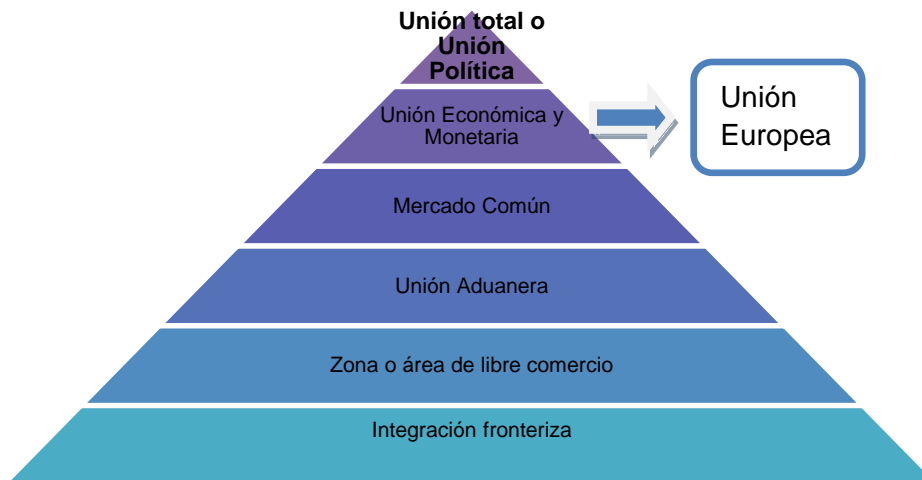 Unión total o
Unión
Política
Unión Económica y
Monetaria
Unión
Europea
Mercado Común
Unión Aduanera
Zona o área de libre comercio
Integración fronteriza